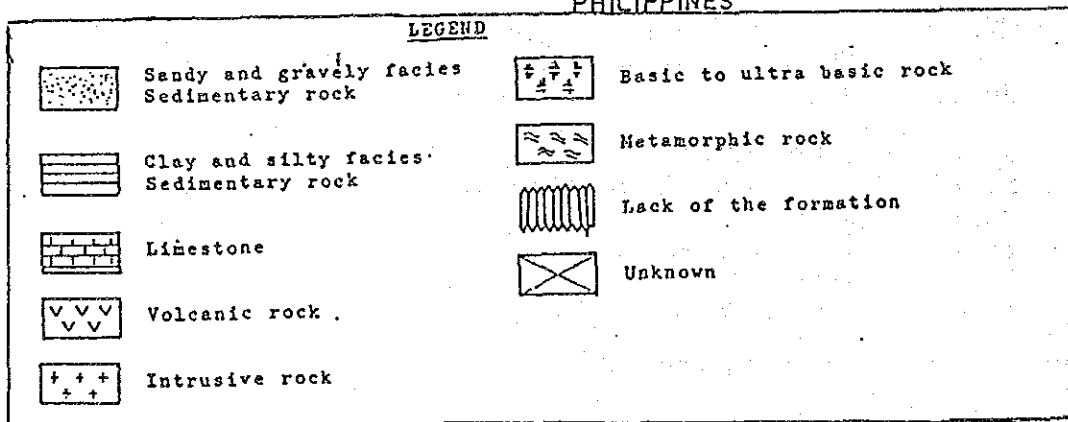 PHILIPPINES
LEGEND
Sandy and gravely facies
Sedimentary rock
Clay and silty facies
Sedimentary rock
Limestone
Volcanic rock
Intrusive rock
Basic to ultra basic rock
Metamorphic rock
Lack of the formation
Unknown